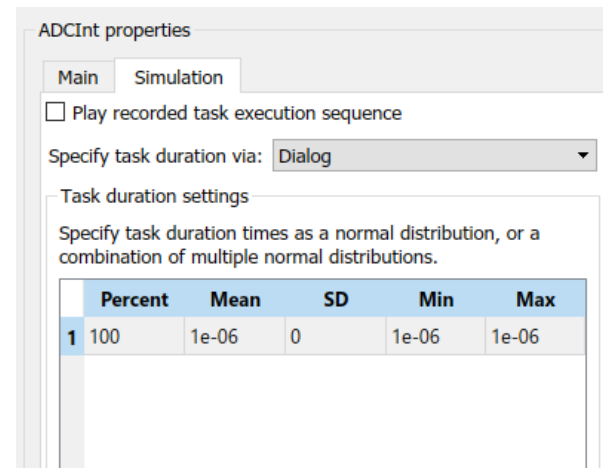 ADCInt properties
Main Simulation
Play recorded task execution sequence
Specify task duration via: Dialog
Task duration settings
Specify task duration times as a normal distribution, or a
combination of multiple normal distributions.
Percent Mean SD Min Max
1 100 1e-06 0 1e-06 1e-06